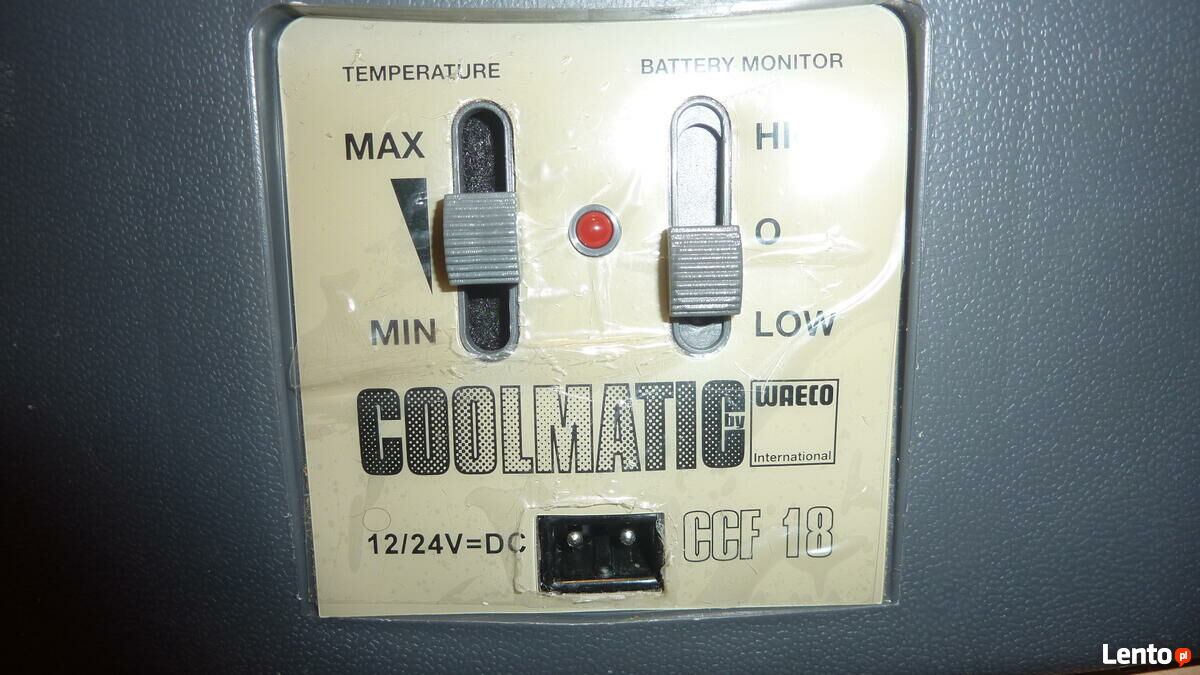 TEMPERATURE
BATTERY MONITOR
MAX
HI
O
MIN
LOW
COOLMATIC by WAECO
International
12/24V=DC
CCF 18
Lento pl